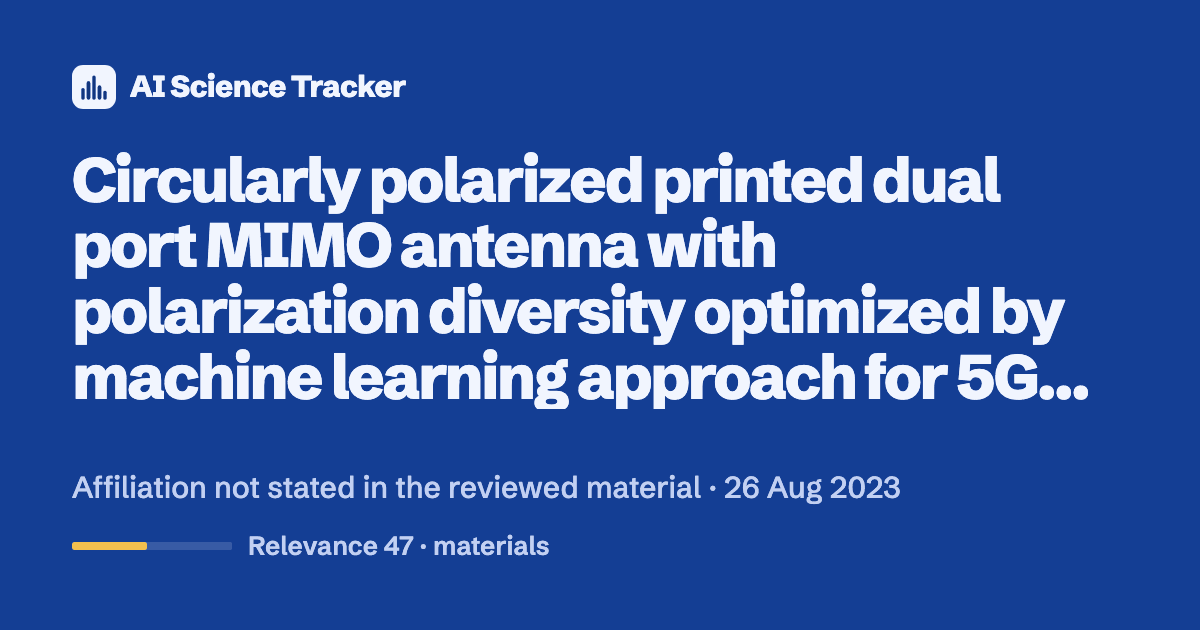 AI Science Tracker
Circularly polarized printed dual
port MIMO antenna with
polarization diversity optimized by
machine learning approach for 5G...
Affiliation not stated in the reviewed material · 26 Aug 2023
Relevance 47 · materials